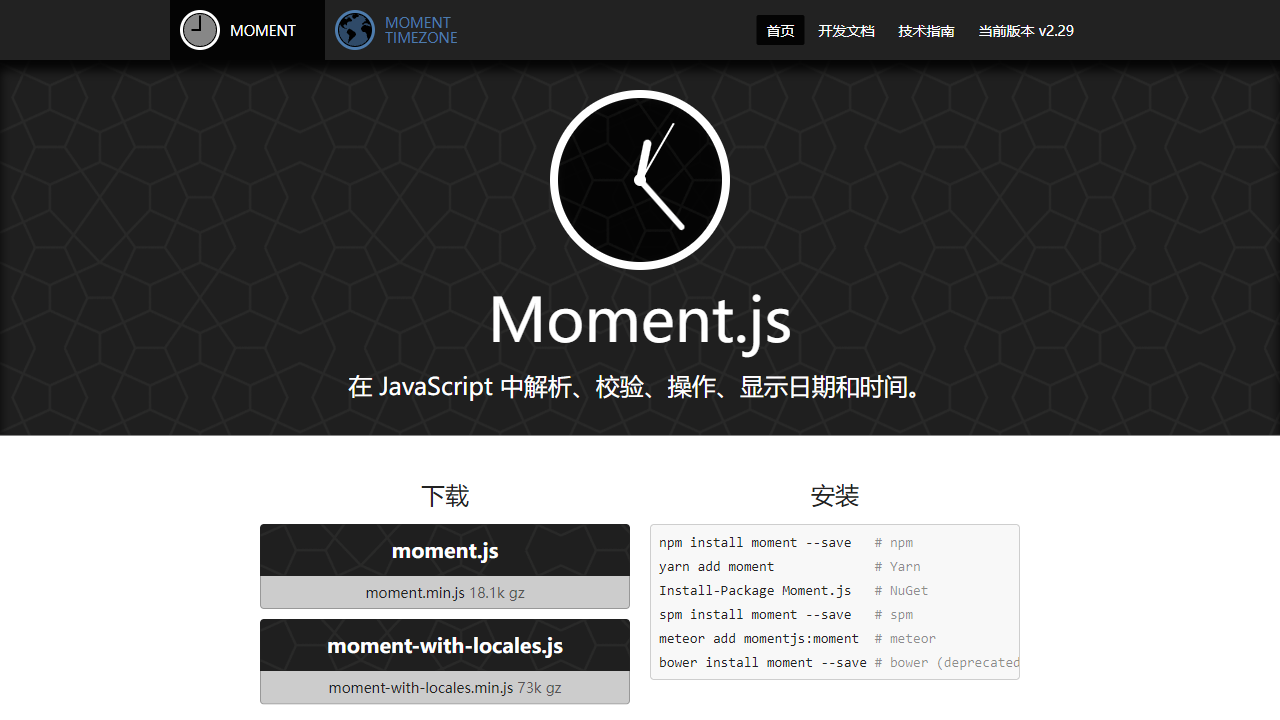 MOMENT
MOMENT
TIMEZONE
首页 开发文档 技术指南 当前版本 v2.29
Moment.js
在 JavaScript 中解析、校验、操作、显示日期和时间。
下载
moment.js
moment.min.js 18.1k gz
moment-with-locales.js
moment-with-locales.min.js 73k gz
安装
npm install moment --save # npm
yarn add moment # Yarn
Install-Package Moment.js # NuGet
spm install moment --save # spm
meteor add momentjs:moment # meteor
bower install moment --save # bower (deprecated